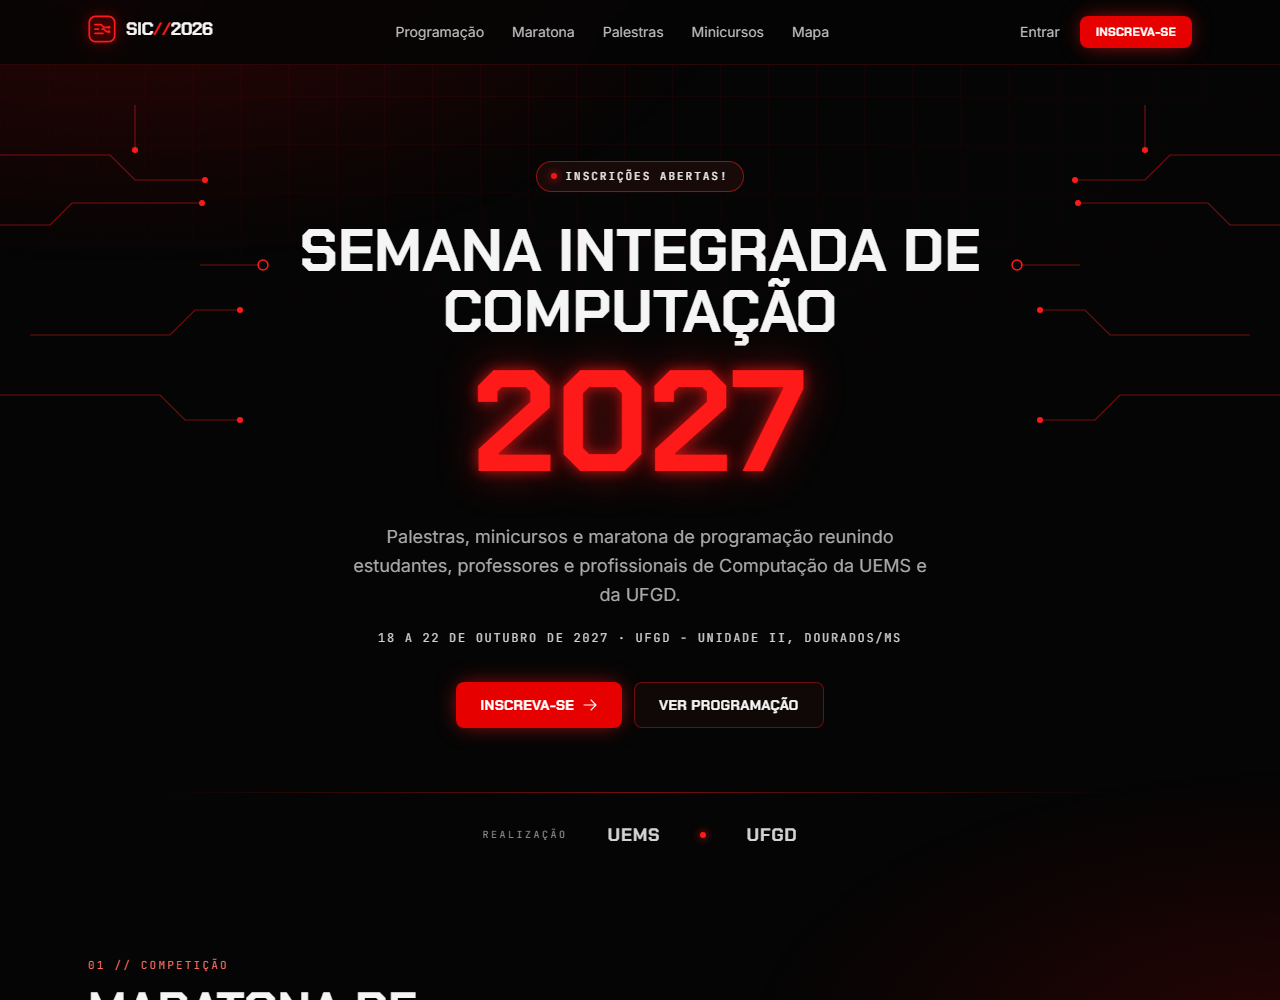 SIC//2026
Programação Maratona Palestras Minicursos Mapa
Entrar INSCREVA-SE
INSCRIÇÕES ABERTAS!
SEMANA INTEGRADA DE
COMPUTAÇÃO
2027
Palestras, minicursos e maratona de programação reunindo
estudantes, professores e profissionais de Computação da UEMS e
da UFGD.
18 A 22 DE OUTUBRO DE 2027 · UFGD - UNIDADE II, DOURADOS/MS
INSCREVA-SE → VER PROGRAMAÇÃO
REALIZAÇÃO UEMS • UFGD
01 // COMPETIÇÃO
MARATONA DE